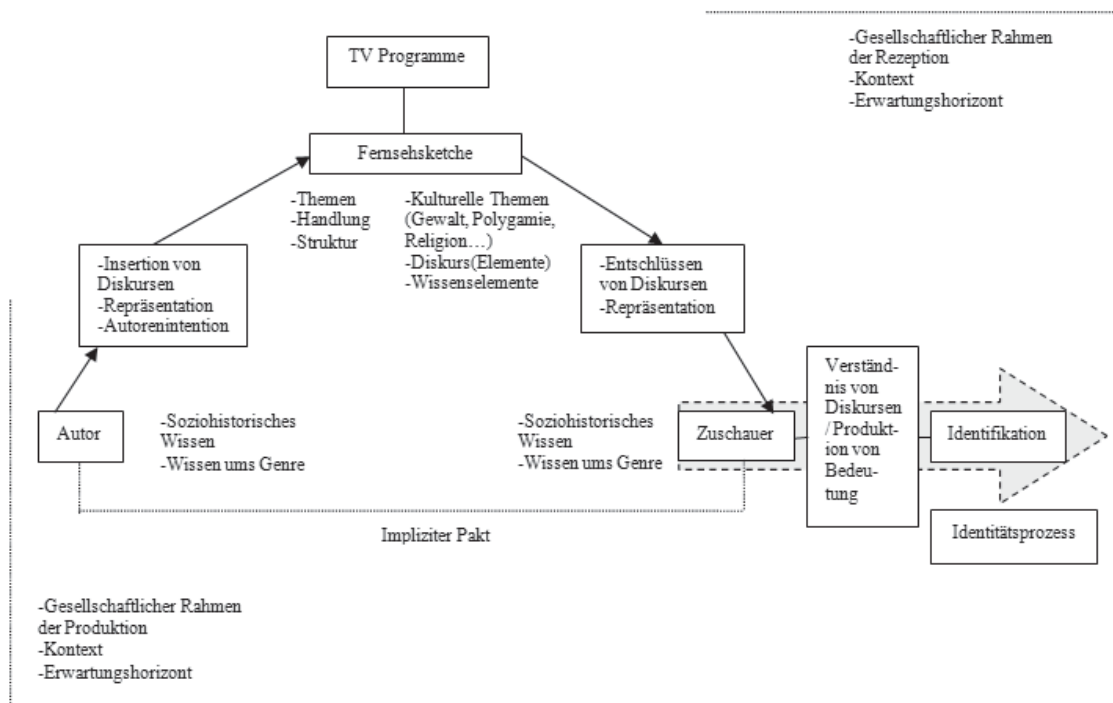 -Gesellschaftlicher Rahmen
der Rezeption
-Kontext
-Erwartungshorizont
TV Programme
Fernsehsketche
-Themen
-Handlung
-Struktur
-Kulturelle Themen
(Gewalt, Polygamie,
Religion…)
-Diskurs(Elemente)
-Wissenselemente
-Insertion von
Diskursen
-Repräsentation
-Autorenintention
-Entschlüssen
von Diskursen
-Repräsentation
Autor
-Soziohistorisches
Wissen
-Wissen ums Genre
-Soziohistorisches
Wissen
-Wissen ums Genre
Zuschauer
Verständ-
nis von
Diskursen
/Produkt-
ion von
Bedeu-
tung
Identifikation
Identitätsprozess
Impliziter Pakt
-Gesellschaftlicher Rahmen
der Produktion
-Kontext
-Erwartungshorizont